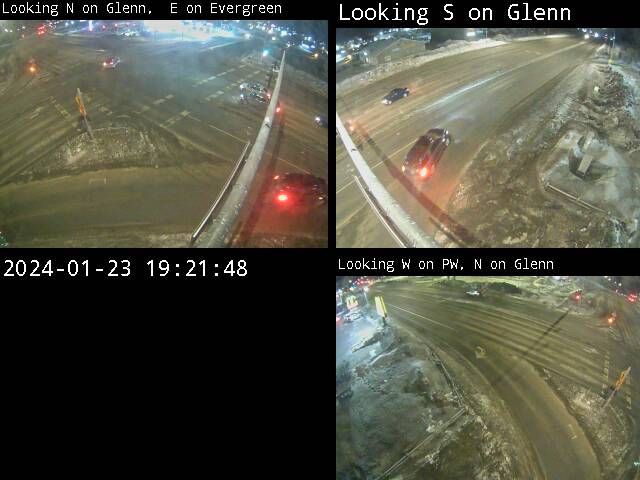 Looking N on Glenn,  E on Evergreen
Looking S on Glenn
2024-01-23 19:21:48
Looking W on PW, N on Glenn